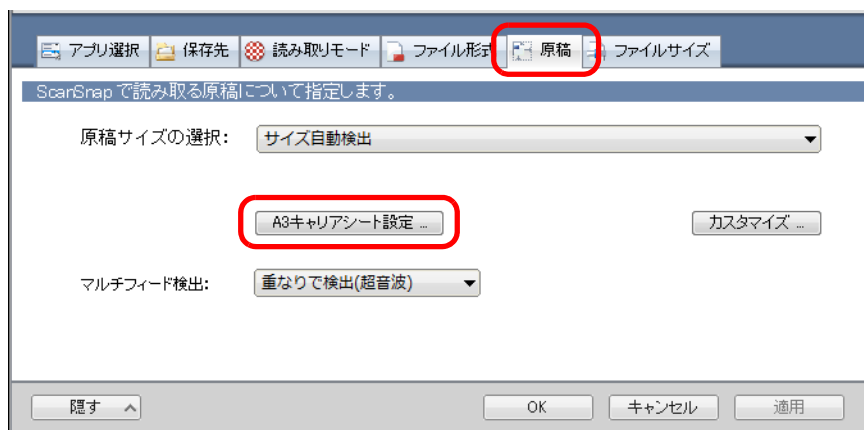 アプリ選択 保存先 読み取りモード ファイル形式 原稿 ファイルサイズ
ScanSnapで読み取る原稿について指定します。
原稿サイズの選択: サイズ自動検出
A3キャリアシート設定 ... カスタマイズ ...
マルチフィード検出: 重なりで検出(超音波)
隠す OK キャンセル 適用